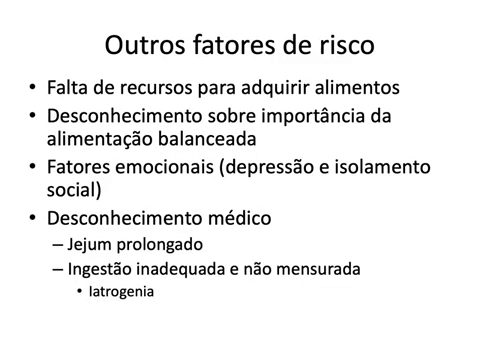 Outros fatores de risco
• Falta de recursos para adquirir alimentos
• Desconhecimento sobre importância da
alimentação balanceada
• Fatores emocionais (depressão e isolamento
social)
• Desconhecimento médico
– Jejum prolongado
– Ingestão inadequada e não mensurada
• Iatrogenia